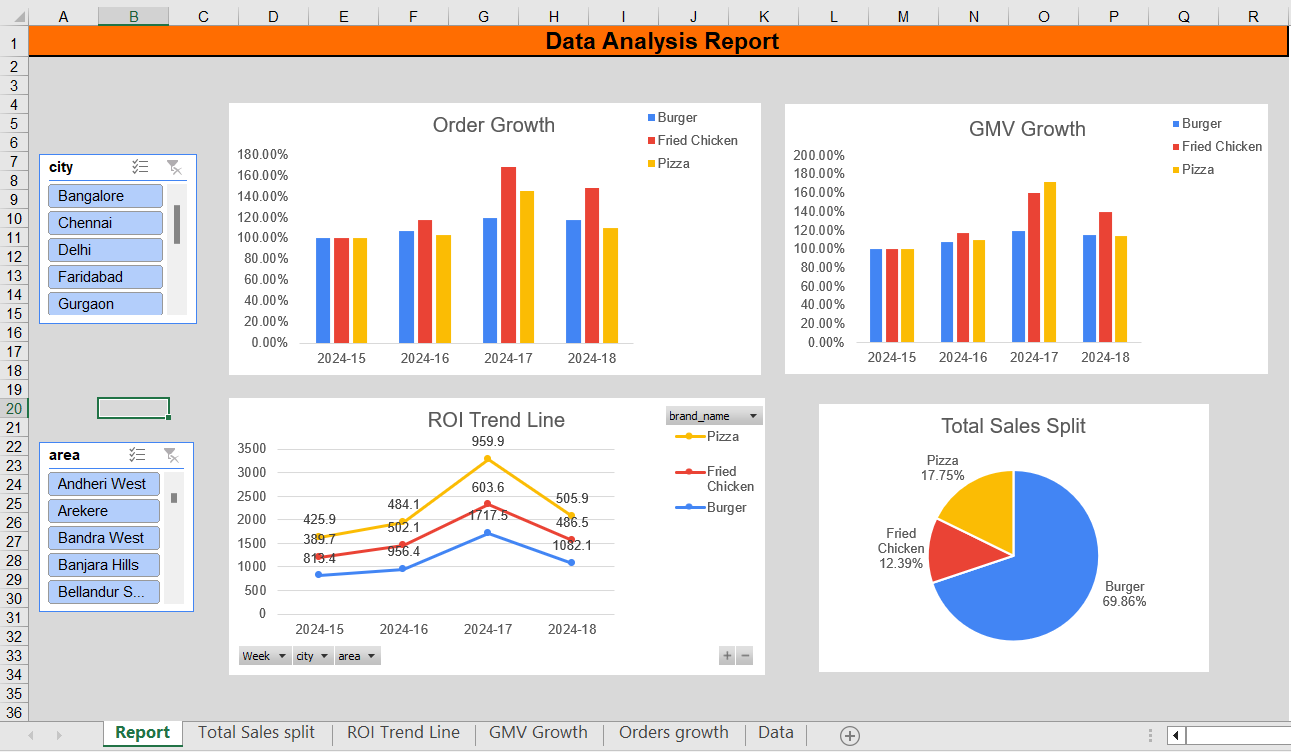 A B C D E F G H I J K L M N O P Q R
1 Data Analysis Report
2
3
4
5
6
7
8
9
10
11
12
13
14
15
16
17
18
19
20
21
22
23
24
25
26
27
28
29
30
31
32
33
34
35
36
city
Bangalore
Chennai
Delhi
Faridabad
Gurgaon
area
Andheri West
Arekere
Bandra West
Banjara Hills
Bellandur S...
Order Growth
Burger
Fried Chicken
Pizza
180.00%
160.00%
140.00%
120.00%
100.00%
80.00%
60.00%
40.00%
20.00%
0.00%
2024-15 2024-16 2024-17 2024-18
GMV Growth
Burger
Fried Chicken
Pizza
200.00%
180.00%
160.00%
140.00%
120.00%
100.00%
80.00%
60.00%
40.00%
20.00%
0.00%
2024-15 2024-16 2024-17 2024-18
ROI Trend Line
brand_name
Pizza
Fried
Chicken
Burger
3500
3000
2500
2000
1500
1000
500
0
425.9 484.1 959.9 505.9
389.7 502.1 603.6 486.5
813.4 956.4 1717.5 1082.1
2024-15 2024-16 2024-17 2024-18
Week city area
+ −
Total Sales Split
Pizza
17.75%
Fried
Chicken
12.39%
Burger
69.86%
Report Total Sales split ROI Trend Line GMV Growth Orders growth Data